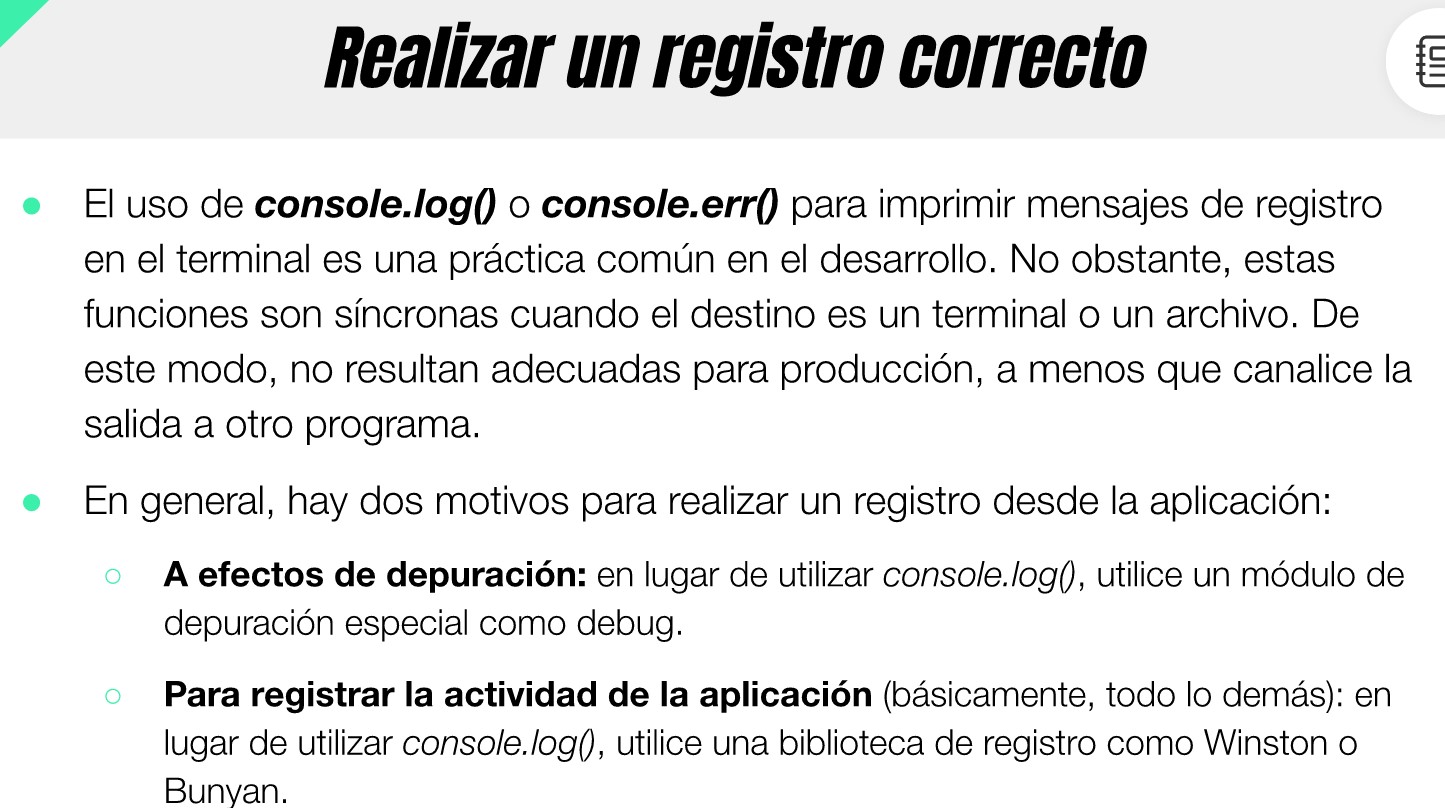 Realizar un registro correcto
● El uso de console.log() o console.err() para imprimir mensajes de registro
en el terminal es una práctica común en el desarrollo. No obstante, estas
funciones son síncronas cuando el destino es un terminal o un archivo. De
este modo, no resultan adecuadas para producción, a menos que canalice la
salida a otro programa.
● En general, hay dos motivos para realizar un registro desde la aplicación:
○ A efectos de depuración: en lugar de utilizar console.log(), utilice un módulo de
depuración especial como debug.
○ Para registrar la actividad de la aplicación (básicamente, todo lo demás): en
lugar de utilizar console.log(), utilice una biblioteca de registro como Winston o
Bunyan.